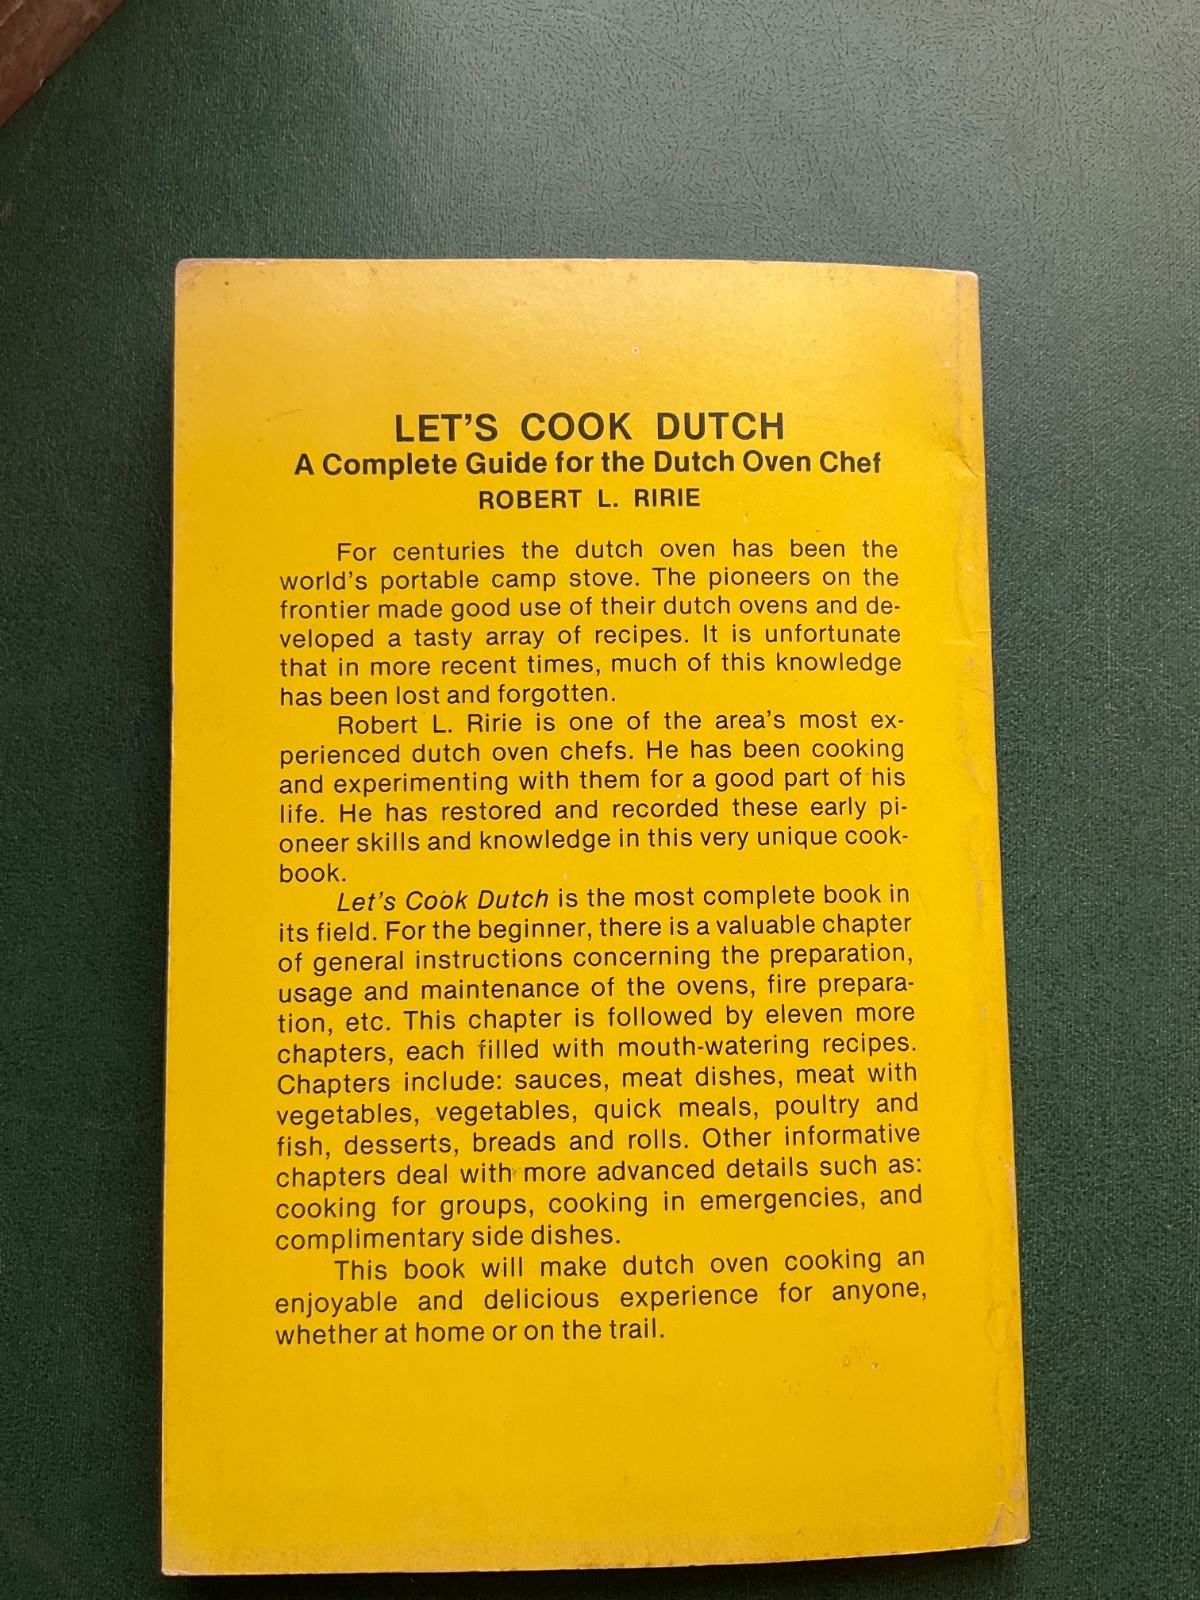 LET'S COOK DUTCH
A Complete Guide for the Dutch Oven Chef
ROBERT L. RIRIE
For centuries the dutch oven has been the
world's portable camp stove. The pioneers on the
frontier made good use of their dutch ovens and de-
veloped a tasty array of recipes. It is unfortunate
that in more recent times, much of this knowledge
has been lost and forgotten.
Robert L. Ririe is one of the area's most ex-
perienced dutch oven chefs. He has been cooking
and experimenting with them for a good part of his
life. He has restored and recorded these early pi-
oneer skills and knowledge in this very unique cook-
book.
Let's Cook Dutch is the most complete book in
its field. For the beginner, there is a valuable chapter
of general instructions concerning the preparation,
usage and maintenance of the ovens, fire prepara-
tion, etc. This chapter is followed by eleven more
chapters, each filled with mouth-watering recipes.
Chapters include: sauces, meat dishes, meat with
vegetables, vegetables, quick meals, poultry and
fish, desserts, breads and rolls. Other informative
chapters deal with more advanced details such as:
cooking for groups, cooking in emergencies, and
complimentary side dishes.
This book will make dutch oven cooking an
enjoyable and delicious experience for anyone,
whether at home or on the trail.